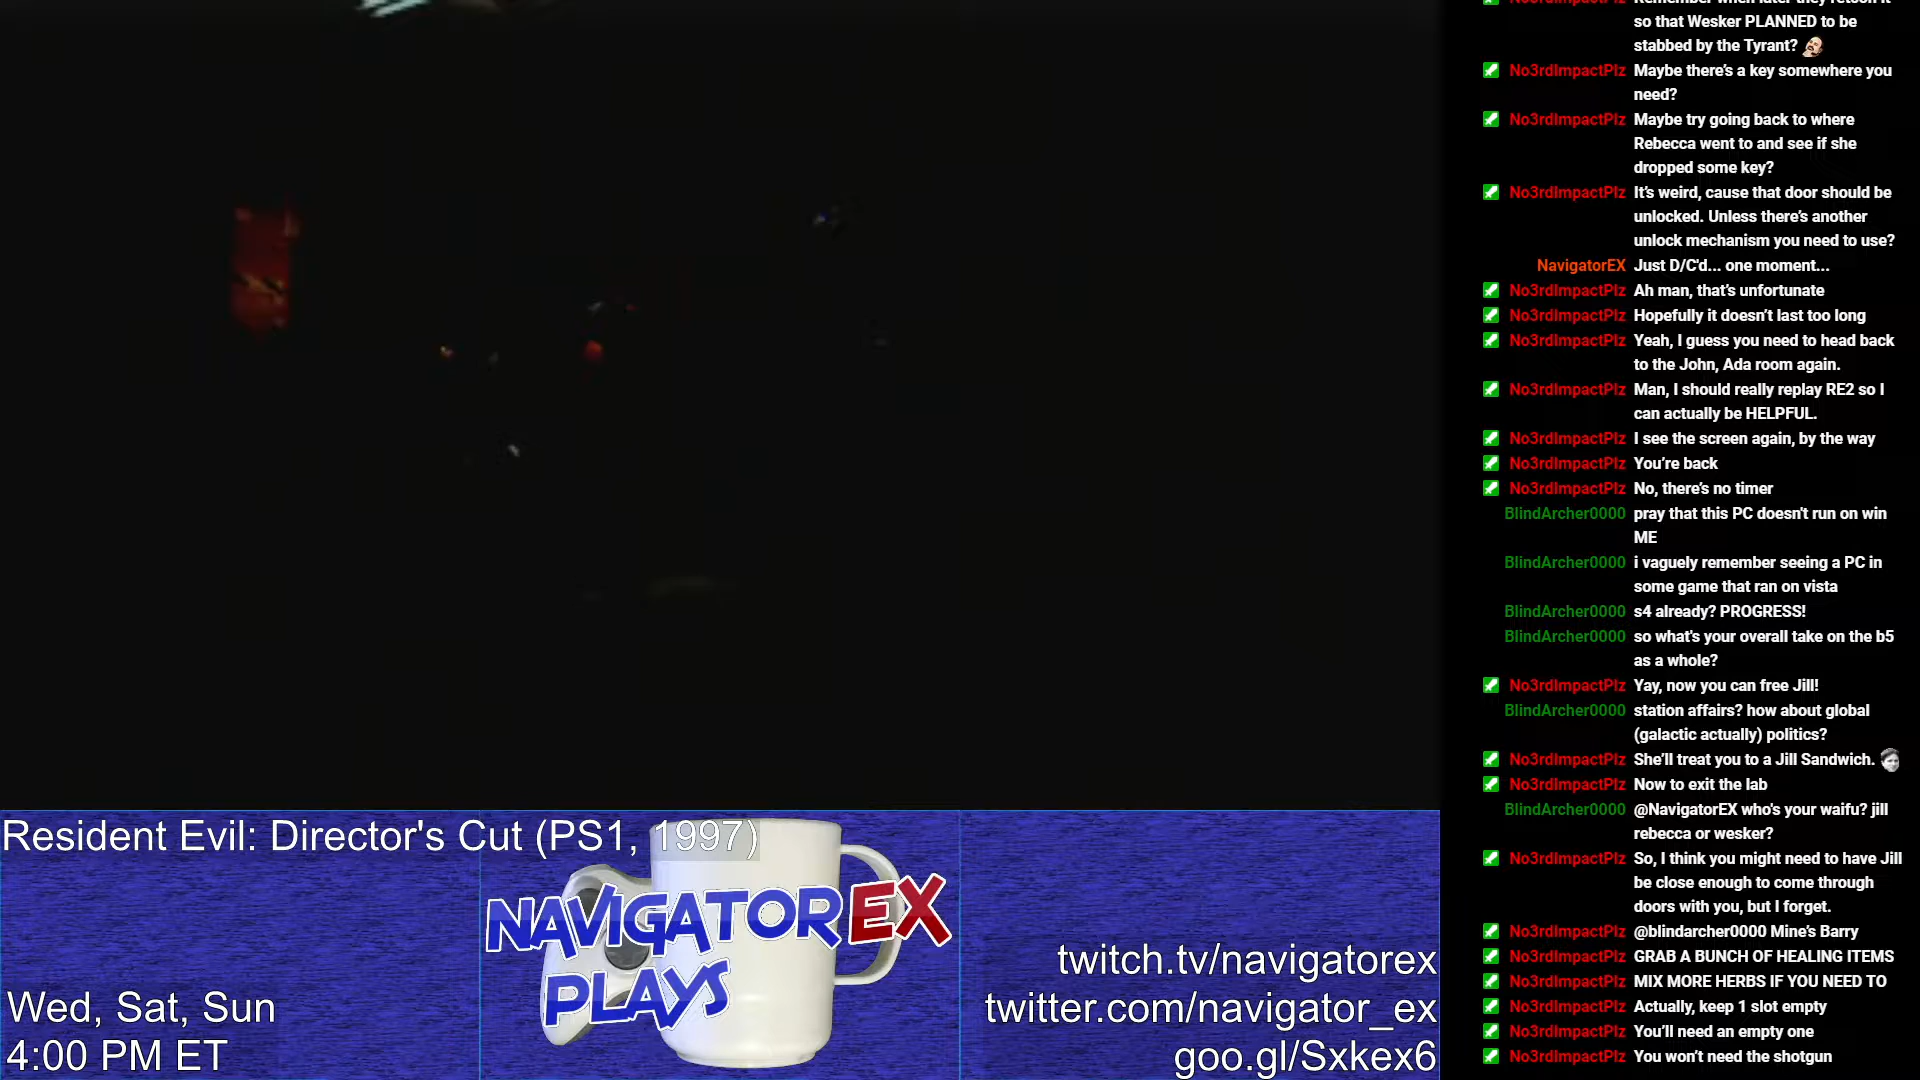 so that Wesker PLANNED to be
stabbed by the Tyrant?
No3rdImpactPlz Maybe there's a key somewhere you
need?
No3rdImpactPlz Maybe try going back to where
Rebecca went to and see if she
dropped some key?
No3rdImpactPlz It's weird, cause that door should be
unlocked. Unless there's another
unlock mechanism you need to use?
NavigatorEX Just D/C'd... one moment...
No3rdImpactPlz Ah man, that's unfortunate
No3rdImpactPlz Hopefully it doesn't last too long
No3rdImpactPlz Yeah, I guess you need to head back
to the John, Ada room again.
No3rdImpactPlz Man, I should really replay RE2 so I
can actually be HELPFUL.
No3rdImpactPlz I see the screen again, by the way
No3rdImpactPlz You're back
No3rdImpactPlz No, there's no timer
BlindArcher0000 pray that this PC doesn't run on win
ME
BlindArcher0000 i vaguely remember seeing a PC in
some game that ran on vista
BlindArcher0000 s4 already? PROGRESS!
BlindArcher0000 so what's your overall take on the b5
as a whole?
No3rdImpactPlz Yay, now you can free Jill!
BlindArcher0000 station affairs? how about global
(galactic actually) politics?
No3rdImpactPlz She'll treat you to a Jill Sandwich.
No3rdImpactPlz Now to exit the lab
BlindArcher0000 @NavigatorEX who's your waifu? jill
rebecca or wesker?
No3rdImpactPlz So, I think you might need to have Jill
be close enough to come through
doors with you, but I forget.
No3rdImpactPlz @blindarcher0000 Mine's Barry
No3rdImpactPlz GRAB A BUNCH OF HEALING ITEMS
No3rdImpactPlz MIX MORE HERBS IF YOU NEED TO
No3rdImpactPlz Actually, keep 1 slot empty
No3rdImpactPlz You'll need an empty one
No3rdImpactPlz You won't need the shotgun
Resident Evil: Director's Cut (PS1, 1997)
NAVIGATOREX
PLAYS
Wed, Sat, Sun
4:00 PM ET
twitch.tv/navigatorex
twitter.com/navigator_ex
goo.gl/Sxkex6